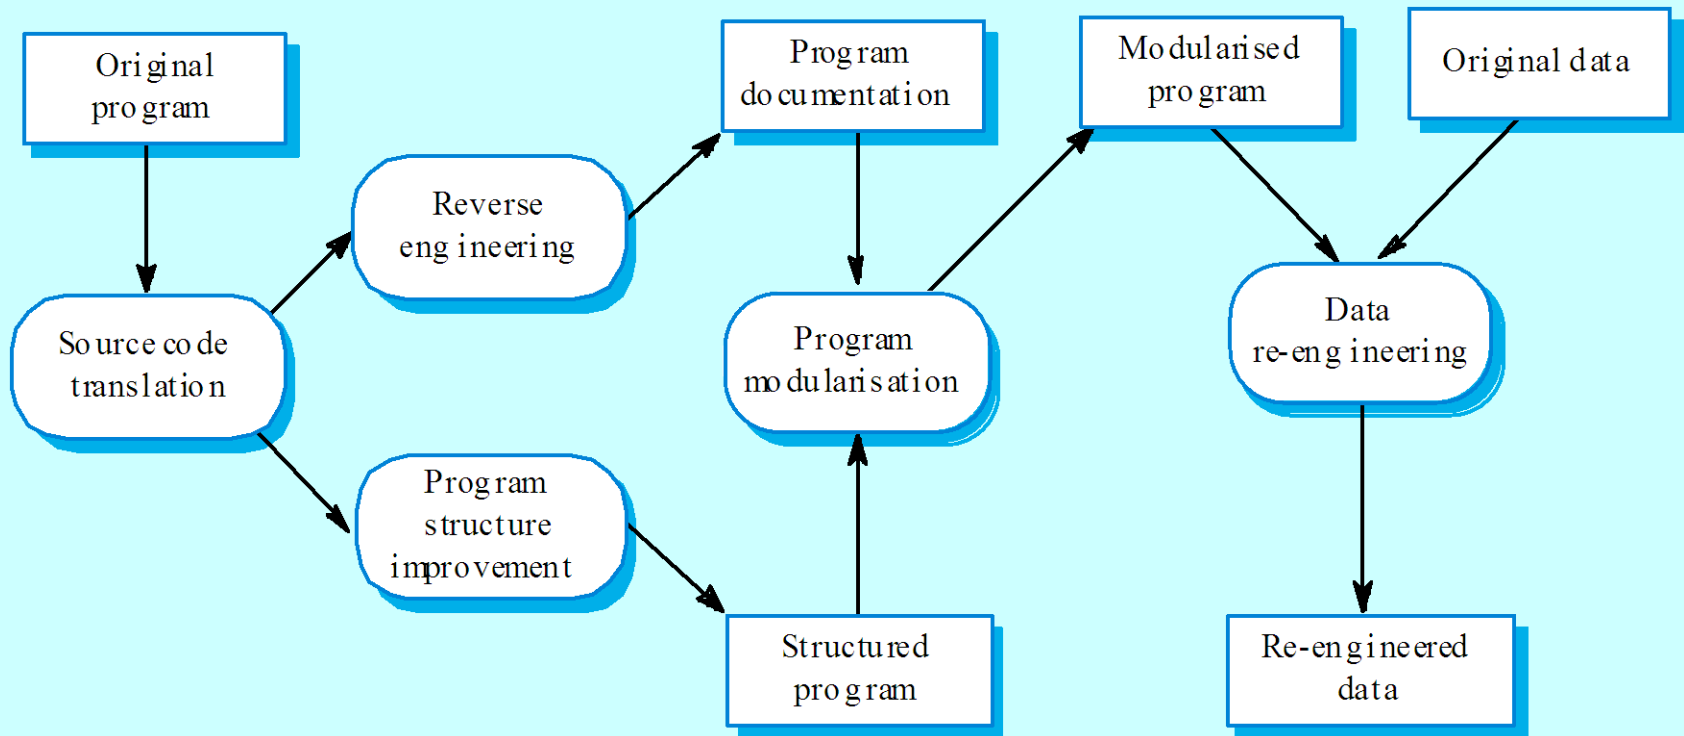 Original
program
Program
documentation
Modularised
program
Original data
Reverse
engineering
Source code
translation
Program
modularisation
Data
re-engineering
Program
structure
improvement
Structured
program
Re-engineered
data